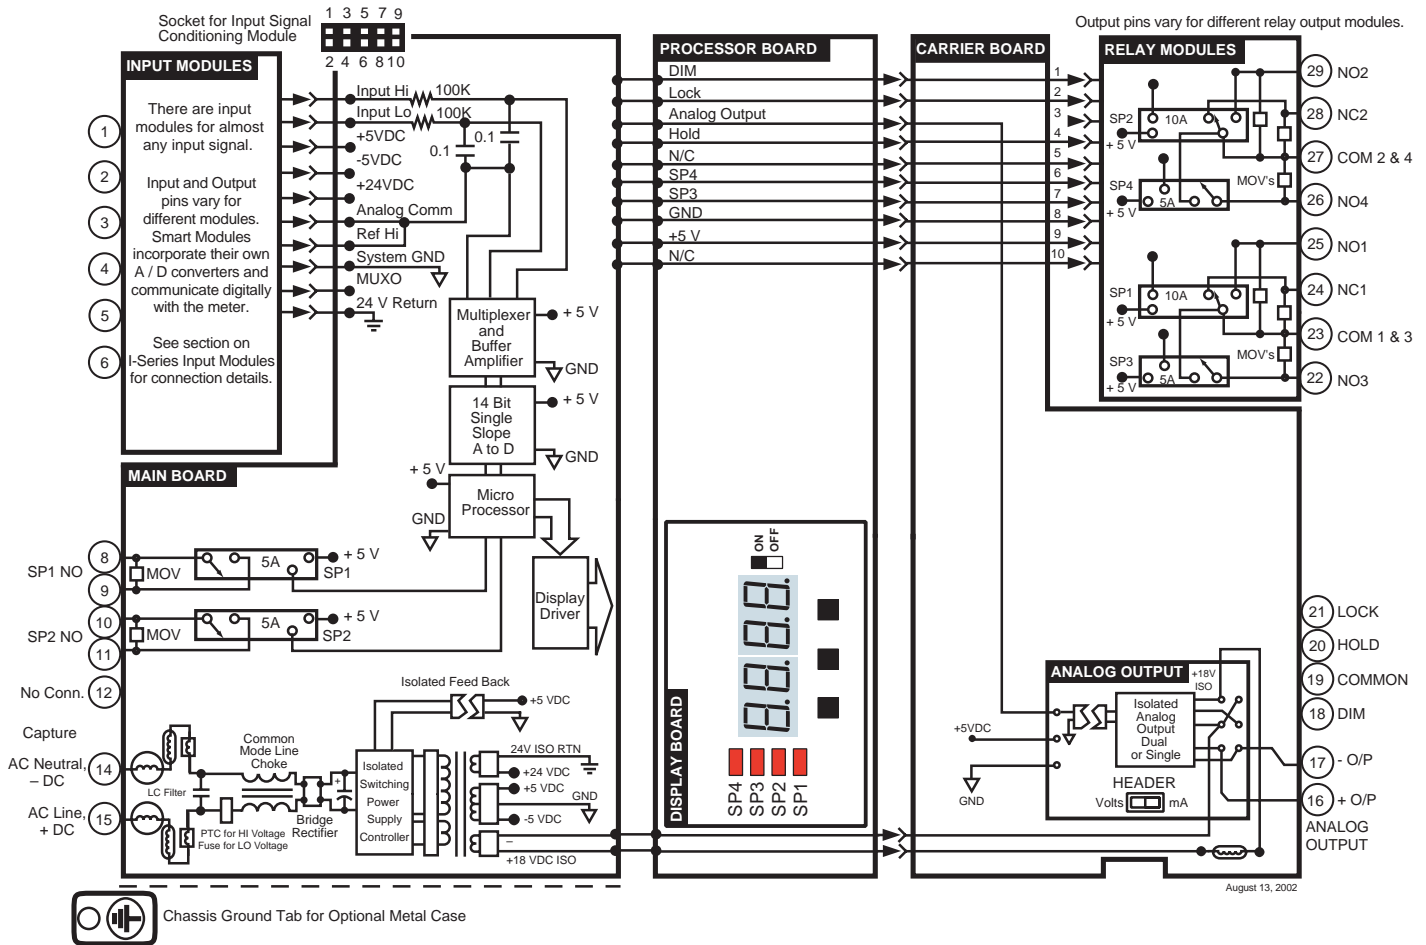 Socket for Input Signal
Conditioning Module
1 3 5 7 9
2 4 6 8 10
Output pins vary for different relay output modules.
INPUT MODULES
There are input
modules for almost
any input signal.
Input and Output
pins vary for
different modules.
Smart Modules
incorporate their own
A / D converters and
communicate digitally
with the meter.
See section on
I-Series Input Modules
for connection details.
1
2
3
4
5
6
Input Hi
100K
Input Lo
100K
+5VDC
-5VDC
+24VDC
Analog Comm
Ref Hi
System GND
MUXO
24 V Return
0.1
0.1
Multiplexer
and
Buffer
Amplifier
+ 5 V
GND
14 Bit
Single
Slope
A to D
+ 5 V
GND
Micro
Processor
+ 5 V
GND
Display
Driver
MAIN BOARD
SP1 NO
8
9
MOV
5A
+ 5 V
SP1
SP2 NO
10
11
MOV
5A
+ 5 V
SP2
No Conn.
12
Capture
AC Neutral,
– DC
14
AC Line,
+ DC
15
LC Filter
Common
Mode Line
Choke
PTC for HI Voltage
Fuse for LO Voltage
Bridge
Rectifier
+
Isolated
Switching
Power
Supply
Controller
Isolated Feed Back
+5 VDC
24V ISO RTN
+24 VDC
+5 VDC
GND
-5 VDC
–
+18 VDC ISO
Chassis Ground Tab for Optional Metal Case
PROCESSOR BOARD
DIM
Lock
Analog Output
Hold
N/C
SP4
SP3
GND
+5 V
N/C
DISPLAY BOARD
ON
OFF
8.
8.
8.
8.
SP4
SP3
SP2
SP1
CARRIER BOARD
1
2
3
4
5
6
7
8
9
10
RELAY MODULES
SP2
10A
+ 5 V
SP4
5A
+ 5 V
MOV's
SP1
10A
+ 5 V
SP3
5A
+ 5 V
MOV's
29 NO2
28 NC2
27 COM 2 & 4
26 NO4
25 NO1
24 NC1
23 COM 1 & 3
22 NO3
21 LOCK
20 HOLD
19 COMMON
18 DIM
17 - O/P
16 + O/P
ANALOG
OUTPUT
ANALOG OUTPUT
+18V
ISO
Isolated
Analog
Output
Dual
or Single
+5VDC
GND
HEADER
Volts
mA
August 13, 2002